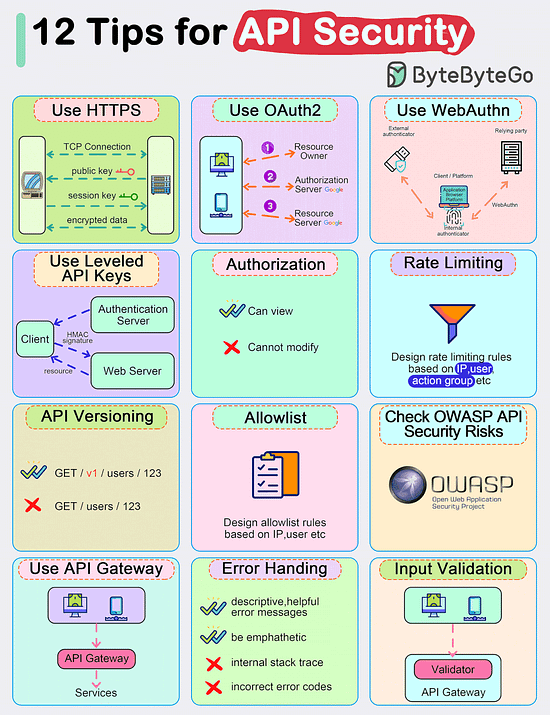 12 Tips for API Security
ByteByteGo
Use HTTPS
TCP Connection
public key
session key
encrypted data
Use OAuth2
1
Resource
Owner
2
Authorization
Server Google
3
Resource
Server Google
Use WebAuthn
External
authenticator
Relying party
Client / Platform
Application
Browser
Platform
WebAuthn
Internal
authenticator
Use Leveled
API Keys
Authentication
Server
Client
HMAC
signature
resource
Web Server
Authorization
Can view
Cannot modify
Rate Limiting
Design rate limiting rules
based on IP,user,
action group etc
API Versioning
GET / v1 / users / 123
GET / users / 123
Allowlist
Design allowlist rules
based on IP,user etc
Check OWASP API
Security Risks
OWASP
Open Web Application
Security Project
Use API Gateway
API Gateway
Services
Error Handing
descriptive,helpful
error messages
be emphathetic
internal stack trace
incorrect error codes
Input Validation
Validator
API Gateway